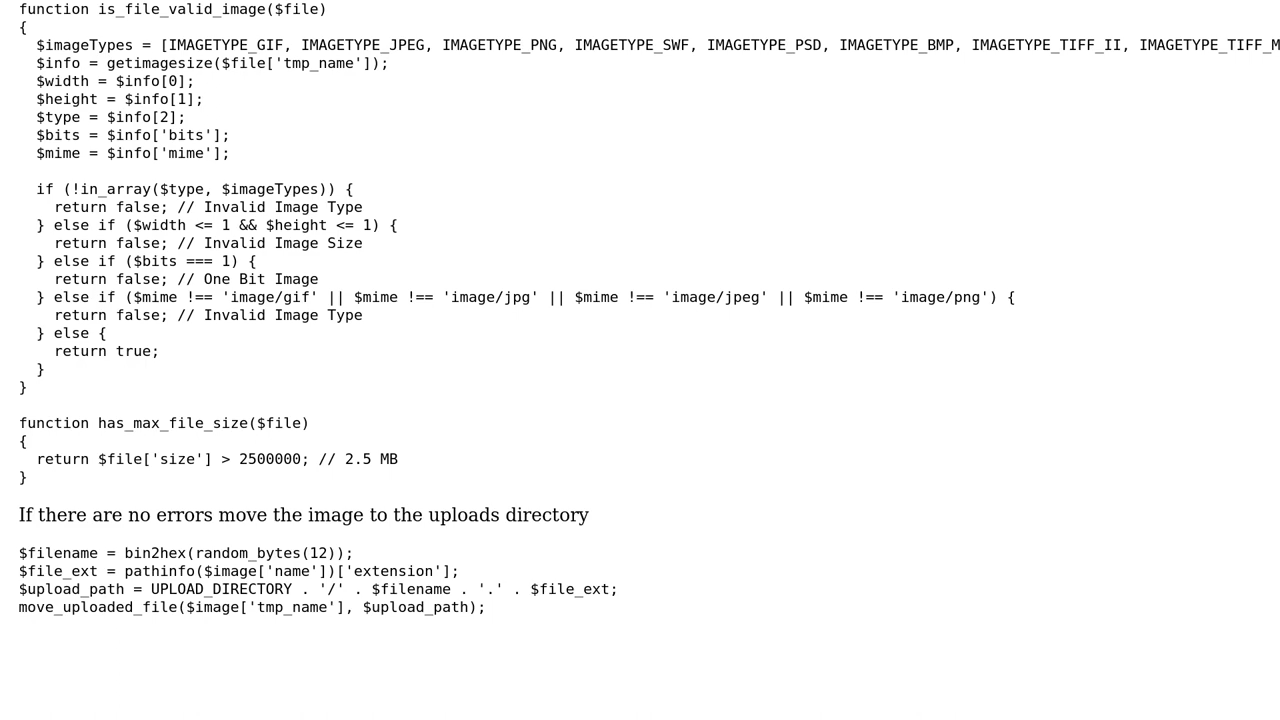 function is_file_valid_image($file)
{
  $imageTypes = [IMAGETYPE_GIF, IMAGETYPE_JPEG, IMAGETYPE_PNG, IMAGETYPE_SWF, IMAGETYPE_PSD, IMAGETYPE_BMP, IMAGETYPE_TIFF_II, IMAGETYPE_TIFF_M
  $info = getimagesize($file['tmp_name']);
  $width = $info[0];
  $height = $info[1];
  $type = $info[2];
  $bits = $info['bits'];
  $mime = $info['mime'];

  if (!in_array($type, $imageTypes)) {
    return false; // Invalid Image Type
  } else if ($width <= 1 && $height <= 1) {
    return false; // Invalid Image Size
  } else if ($bits === 1) {
    return false; // One Bit Image
  } else if ($mime !== 'image/gif' || $mime !== 'image/jpg' || $mime !== 'image/jpeg' || $mime !== 'image/png') {
    return false; // Invalid Image Type
  } else {
    return true;
  }
}

function has_max_file_size($file)
{
  return $file['size'] > 2500000; // 2.5 MB
}

If there are no errors move the image to the uploads directory

$filename = bin2hex(random_bytes(12));
$file_ext = pathinfo($image['name'])['extension'];
$upload_path = UPLOAD_DIRECTORY . '/' . $filename . '.' . $file_ext;
move_uploaded_file($image['tmp_name'], $upload_path);